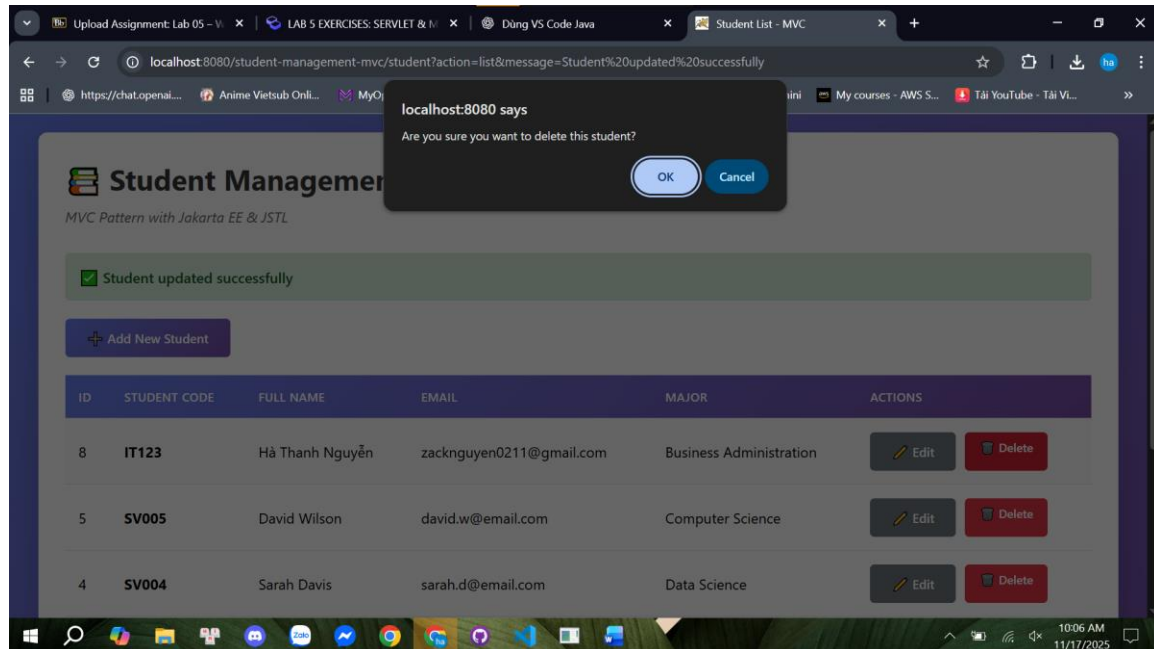 Upload Assignment: Lab 05 – W
LAB 5 EXERCISES: SERVLET & M
Dùng VS Code Java
Student List - MVC
localhost:8080/student-management-mvc/student?action=list&message=Student%20updated%20successfully
ha
https://chat.openai....
Anime Vietsub Onli...
MyO
ini
My courses - AWS S...
Tải YouTube - Tải Vi...
localhost:8080 says
Are you sure you want to delete this student?
OK
Cancel
Student Managemen
MVC Pattern with Jakarta EE & JSTL
Student updated successfully
Add New Student
ID STUDENT CODE FULL NAME EMAIL MAJOR ACTIONS
8 IT123 Hà Thanh Nguyễn zacknguyen0211@gmail.com Business Administration Edit Delete
5 SV005 David Wilson david.w@email.com Computer Science Edit Delete
4 SV004 Sarah Davis sarah.d@email.com Data Science Edit Delete
Zalo
10:06 AM
11/17/2025